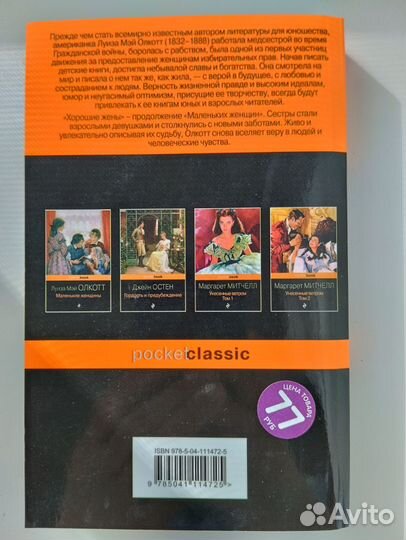 Прежде чем стать всемирно известным автором литературы для юношества,
американка Луиза Мэй Олкотт (1832–1888) работала медсестрой во время
Гражданской войны, боролась с рабством, была одной из первых участниц
движения за предоставление женщинам избирательных прав. Начав писать
детские книги, достигла небывалой славы и богатства. Она смотрела на
мир и писала о нем так же, как жила, — с верой в будущее, с любовью и
состраданием к людям. Верность жизненной правде и высоким идеалам,
юмор и неугасимый оптимизм, присущие ее творчеству, всегда будут
привлекать к ее книгам юных и взрослых читателей.
«Хорошие жены» – продолжение «Маленьких женщин». Сестры стали
взрослыми девушками и столкнулись с новыми заботами. Живо и
увлекательно описывая их судьбу, Олкотт снова вселяет веру в людей и
человеческие чувства.
Луиза Мэй ОЛКОТТ
Маленькие женщины
Джейн ОСТЕН
Гордость и предубеждение
Маргарет МИТЧЕЛЛ
Унесенные ветром
Том 1
Маргарет МИТЧЕЛЛ
Унесенные ветром
Том 2
pocket classic
ЦЕНА ТОВАРА
77
РУБ
ISBN 978-5-04-111472-5
9 785041 114725 >
Avito